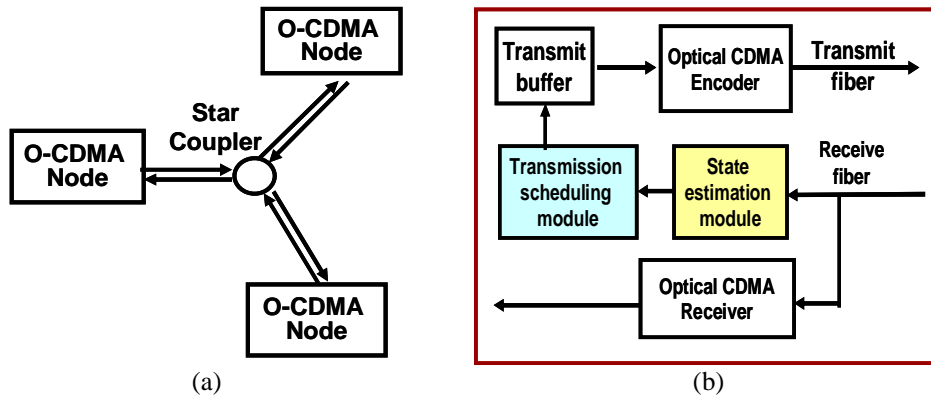 O-CDMA
Node
Star
Coupler
O-CDMA
Node
O-CDMA
Node
(a)
Transmit
buffer
Optical CDMA
Encoder
Transmit
fiber
Transmission
scheduling
module
State
estimation
module
Receive
fiber
Optical CDMA
Receiver
(b)